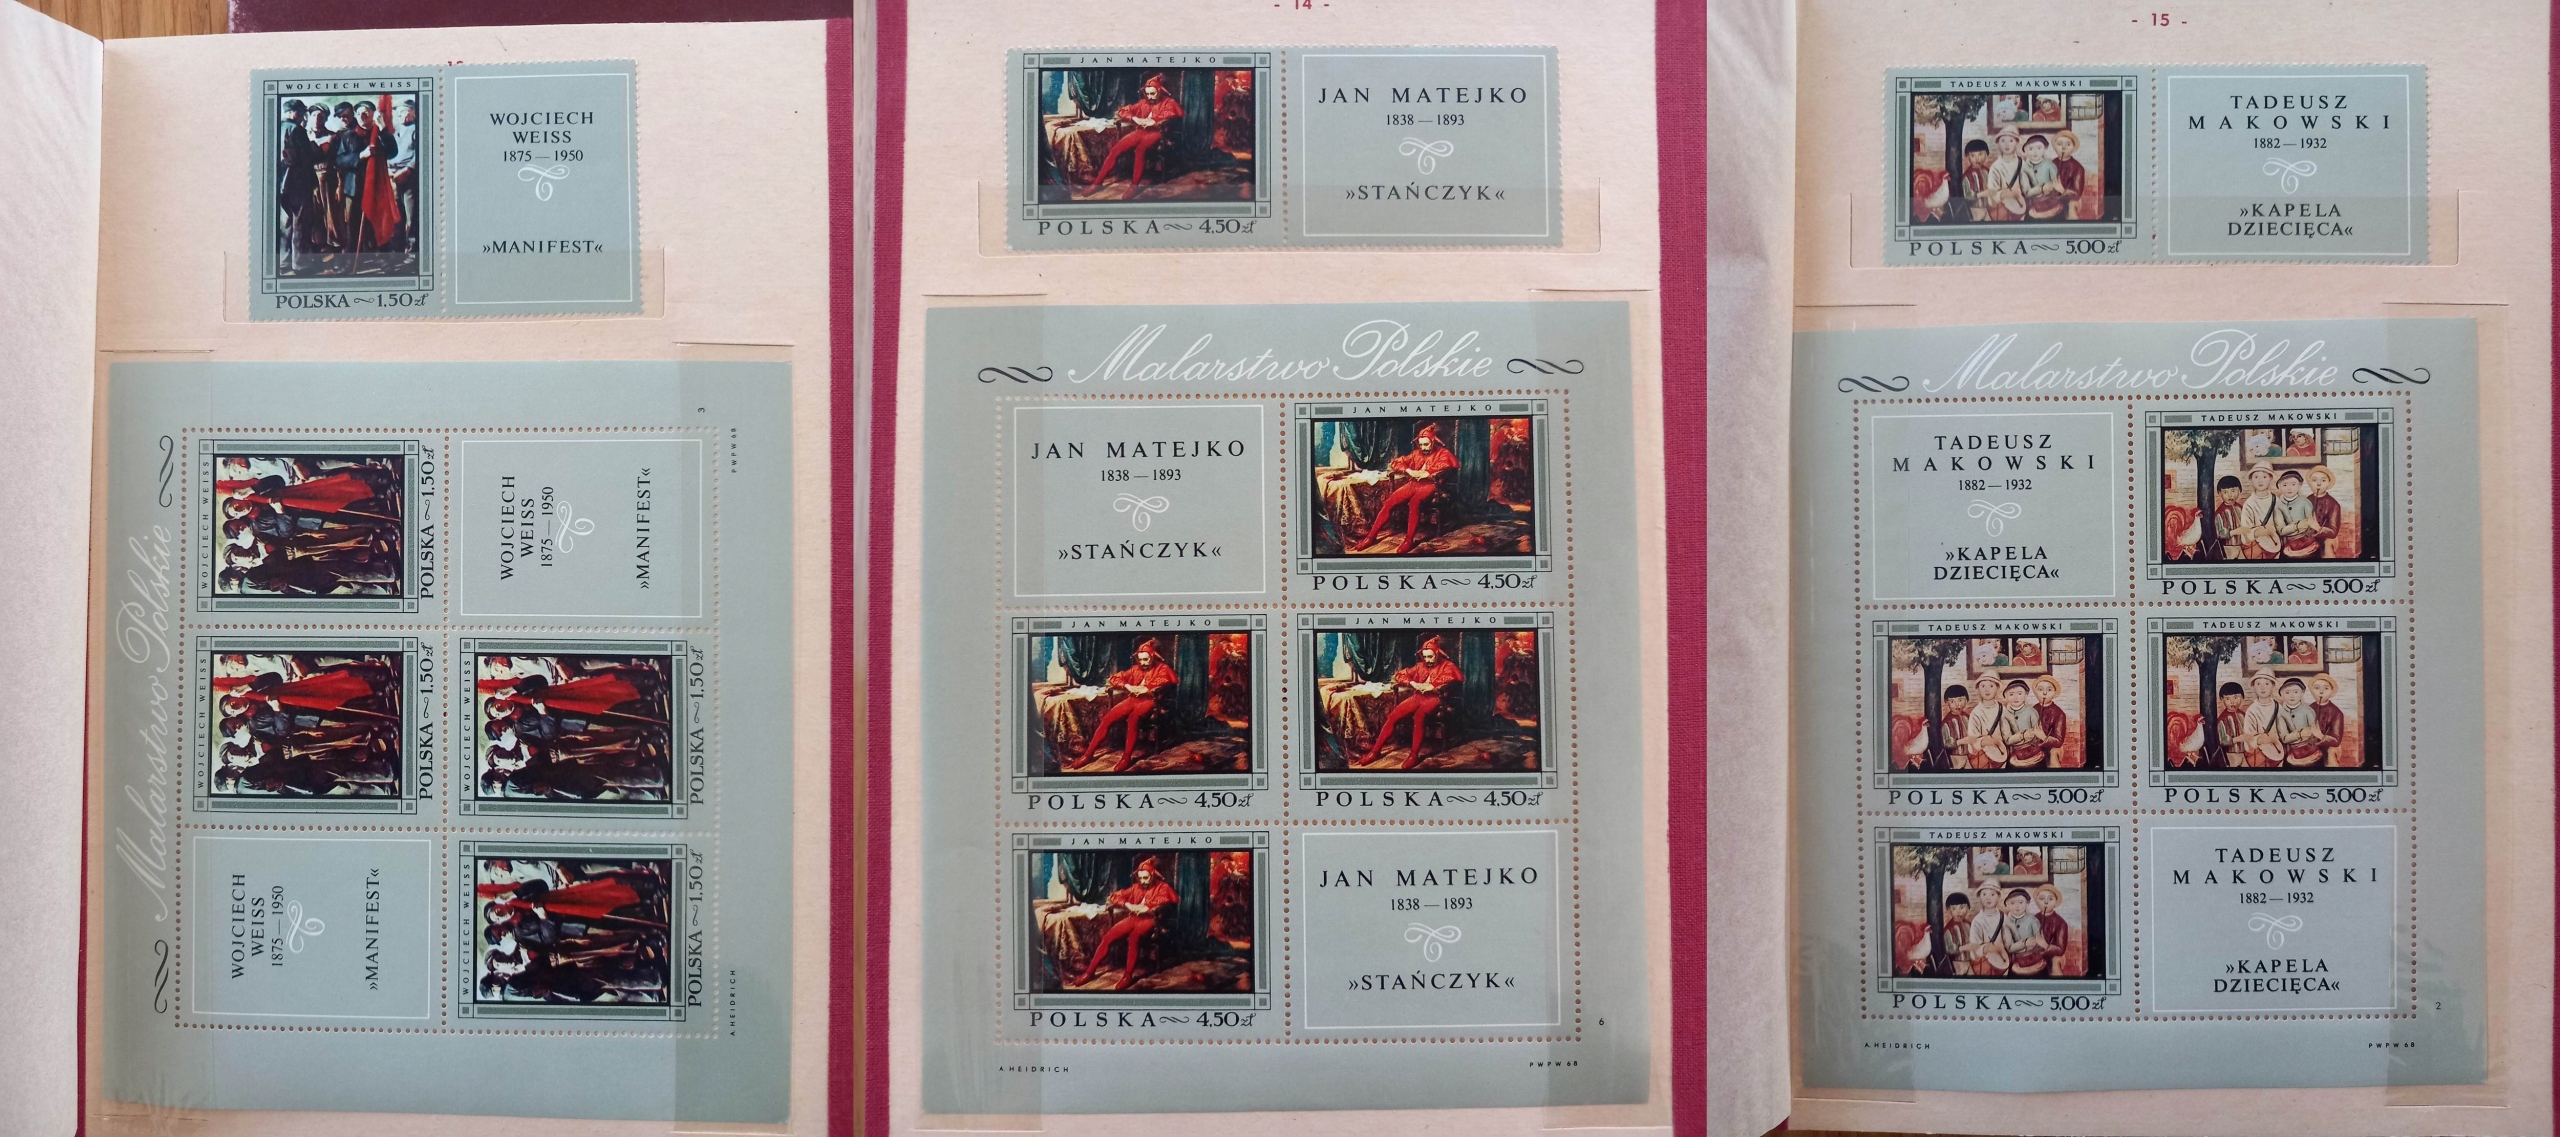 WOJCIECH WEISS
POLSKA 1.50 zł
WOJCIECH
WEISS
1875 — 1950
»MANIFEST«
Malarstwo Polskie
WOJCIECH WEISS
POLSKA 1.50 zł
WOJCIECH
WEISS
1875 — 1950
»MANIFEST«
3
PWPW 68
WOJCIECH WEISS
POLSKA 1.50 zł
WOJCIECH WEISS
POLSKA 1.50 zł
WOJCIECH
WEISS
1875 — 1950
»MANIFEST«
WOJCIECH WEISS
POLSKA 1.50 zł
A.HEIDRICH
- 14 -
JAN MATEJKO
POLSKA 4.50 zł
JAN MATEJKO
1838 — 1893
»STAŃCZYK«
Malarstwo Polskie
JAN MATEJKO
1838 — 1893
»STAŃCZYK«
JAN MATEJKO
POLSKA 4.50 zł
JAN MATEJKO
POLSKA 4.50 zł
JAN MATEJKO
POLSKA 4.50 zł
JAN MATEJKO
POLSKA 4.50 zł
JAN MATEJKO
1838 — 1893
»STAŃCZYK«
6
A.HEIDRICH
PWPW 68
- 15 -
TADEUSZ MAKOWSKI
POLSKA 5.00 zł
TADEUSZ
MAKOWSKI
1882 — 1932
»KAPELA
DZIECIĘCA«
Malarstwo Polskie
TADEUSZ
MAKOWSKI
1882 — 1932
»KAPELA
DZIECIĘCA«
TADEUSZ MAKOWSKI
POLSKA 5.00 zł
TADEUSZ MAKOWSKI
POLSKA 5.00 zł
TADEUSZ MAKOWSKI
POLSKA 5.00 zł
TADEUSZ MAKOWSKI
POLSKA 5.00 zł
TADEUSZ
MAKOWSKI
1882 — 1932
»KAPELA
DZIECIĘCA«
2
A.HEIDRICH
PWPW 68